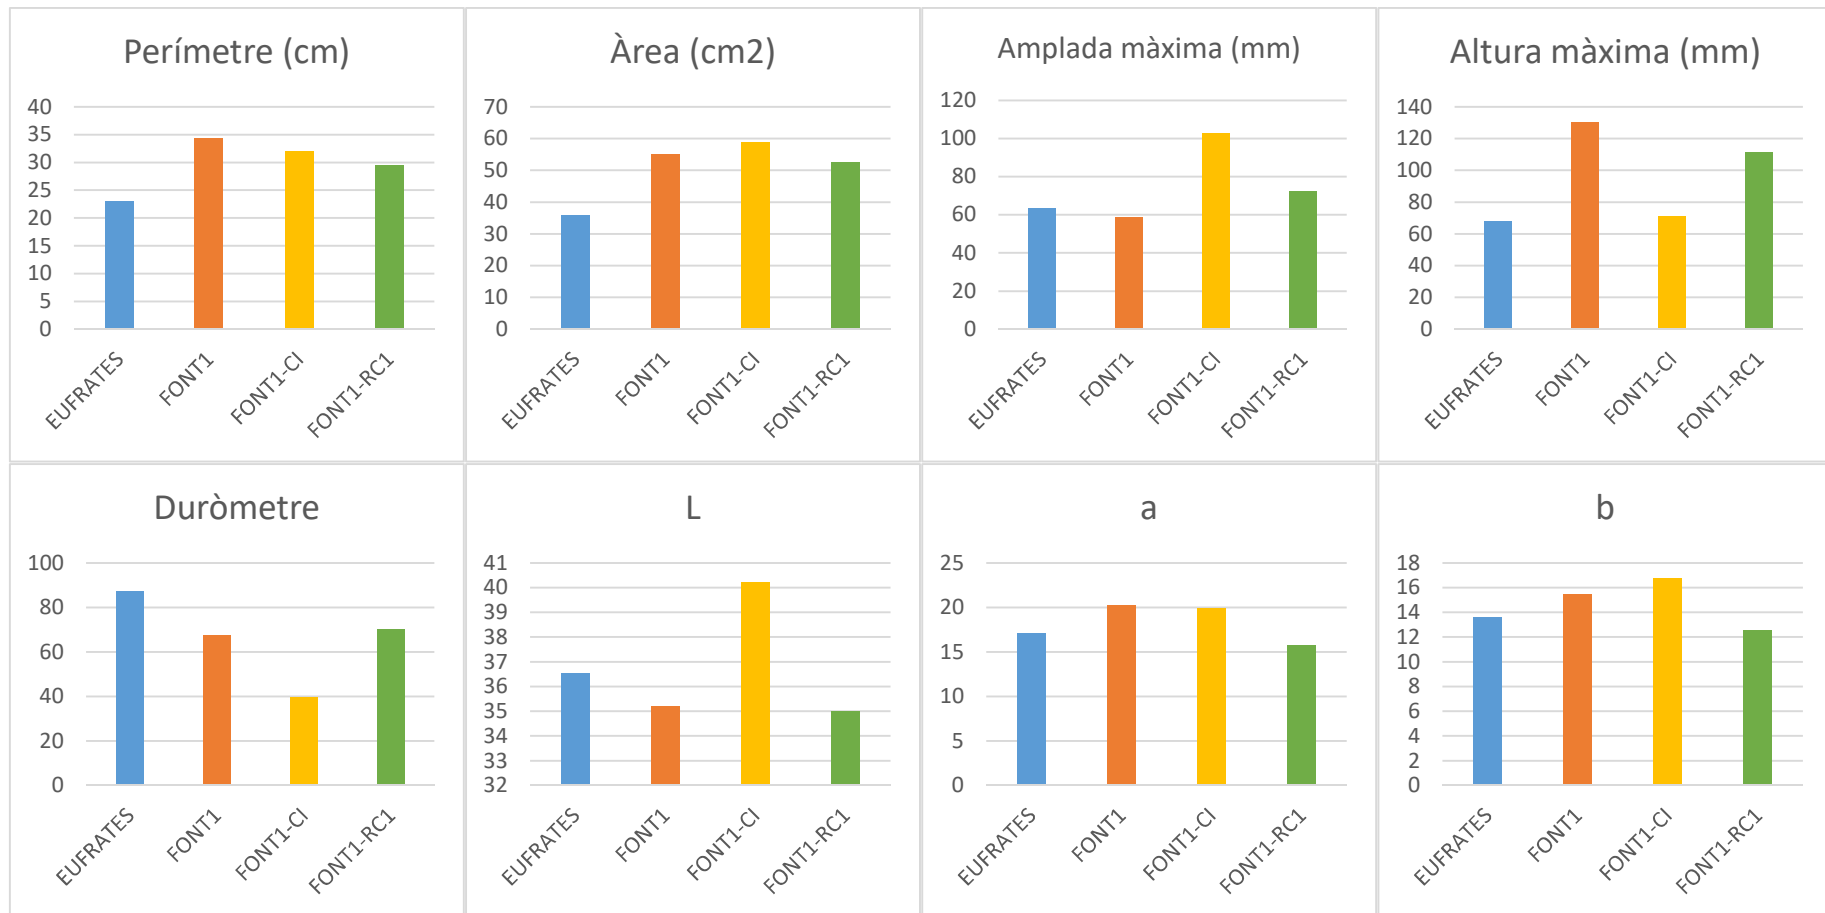 Perímetre (cm)
40
35
30
25
20
15
10
5
0
EUFRATES
FONT1
FONT1-CI
FONT1-RC1
Àrea (cm2)
70
60
50
40
30
20
10
0
EUFRATES
FONT1
FONT1-CI
FONT1-RC1
Amplada màxima (mm)
120
100
80
60
40
20
0
EUFRATES
FONT1
FONT1-CI
FONT1-RC1
Altura màxima (mm)
140
120
100
80
60
40
20
0
EUFRATES
FONT1
FONT1-CI
FONT1-RC1
Duròmetre
100
80
60
40
20
0
EUFRATES
FONT1
FONT1-CI
FONT1-RC1
L
41
40
39
38
37
36
35
34
33
32
EUFRATES
FONT1
FONT1-CI
FONT1-RC1
a
25
20
15
10
5
0
EUFRATES
FONT1
FONT1-CI
FONT1-RC1
b
18
16
14
12
10
8
6
4
2
0
EUFRATES
FONT1
FONT1-CI
FONT1-RC1